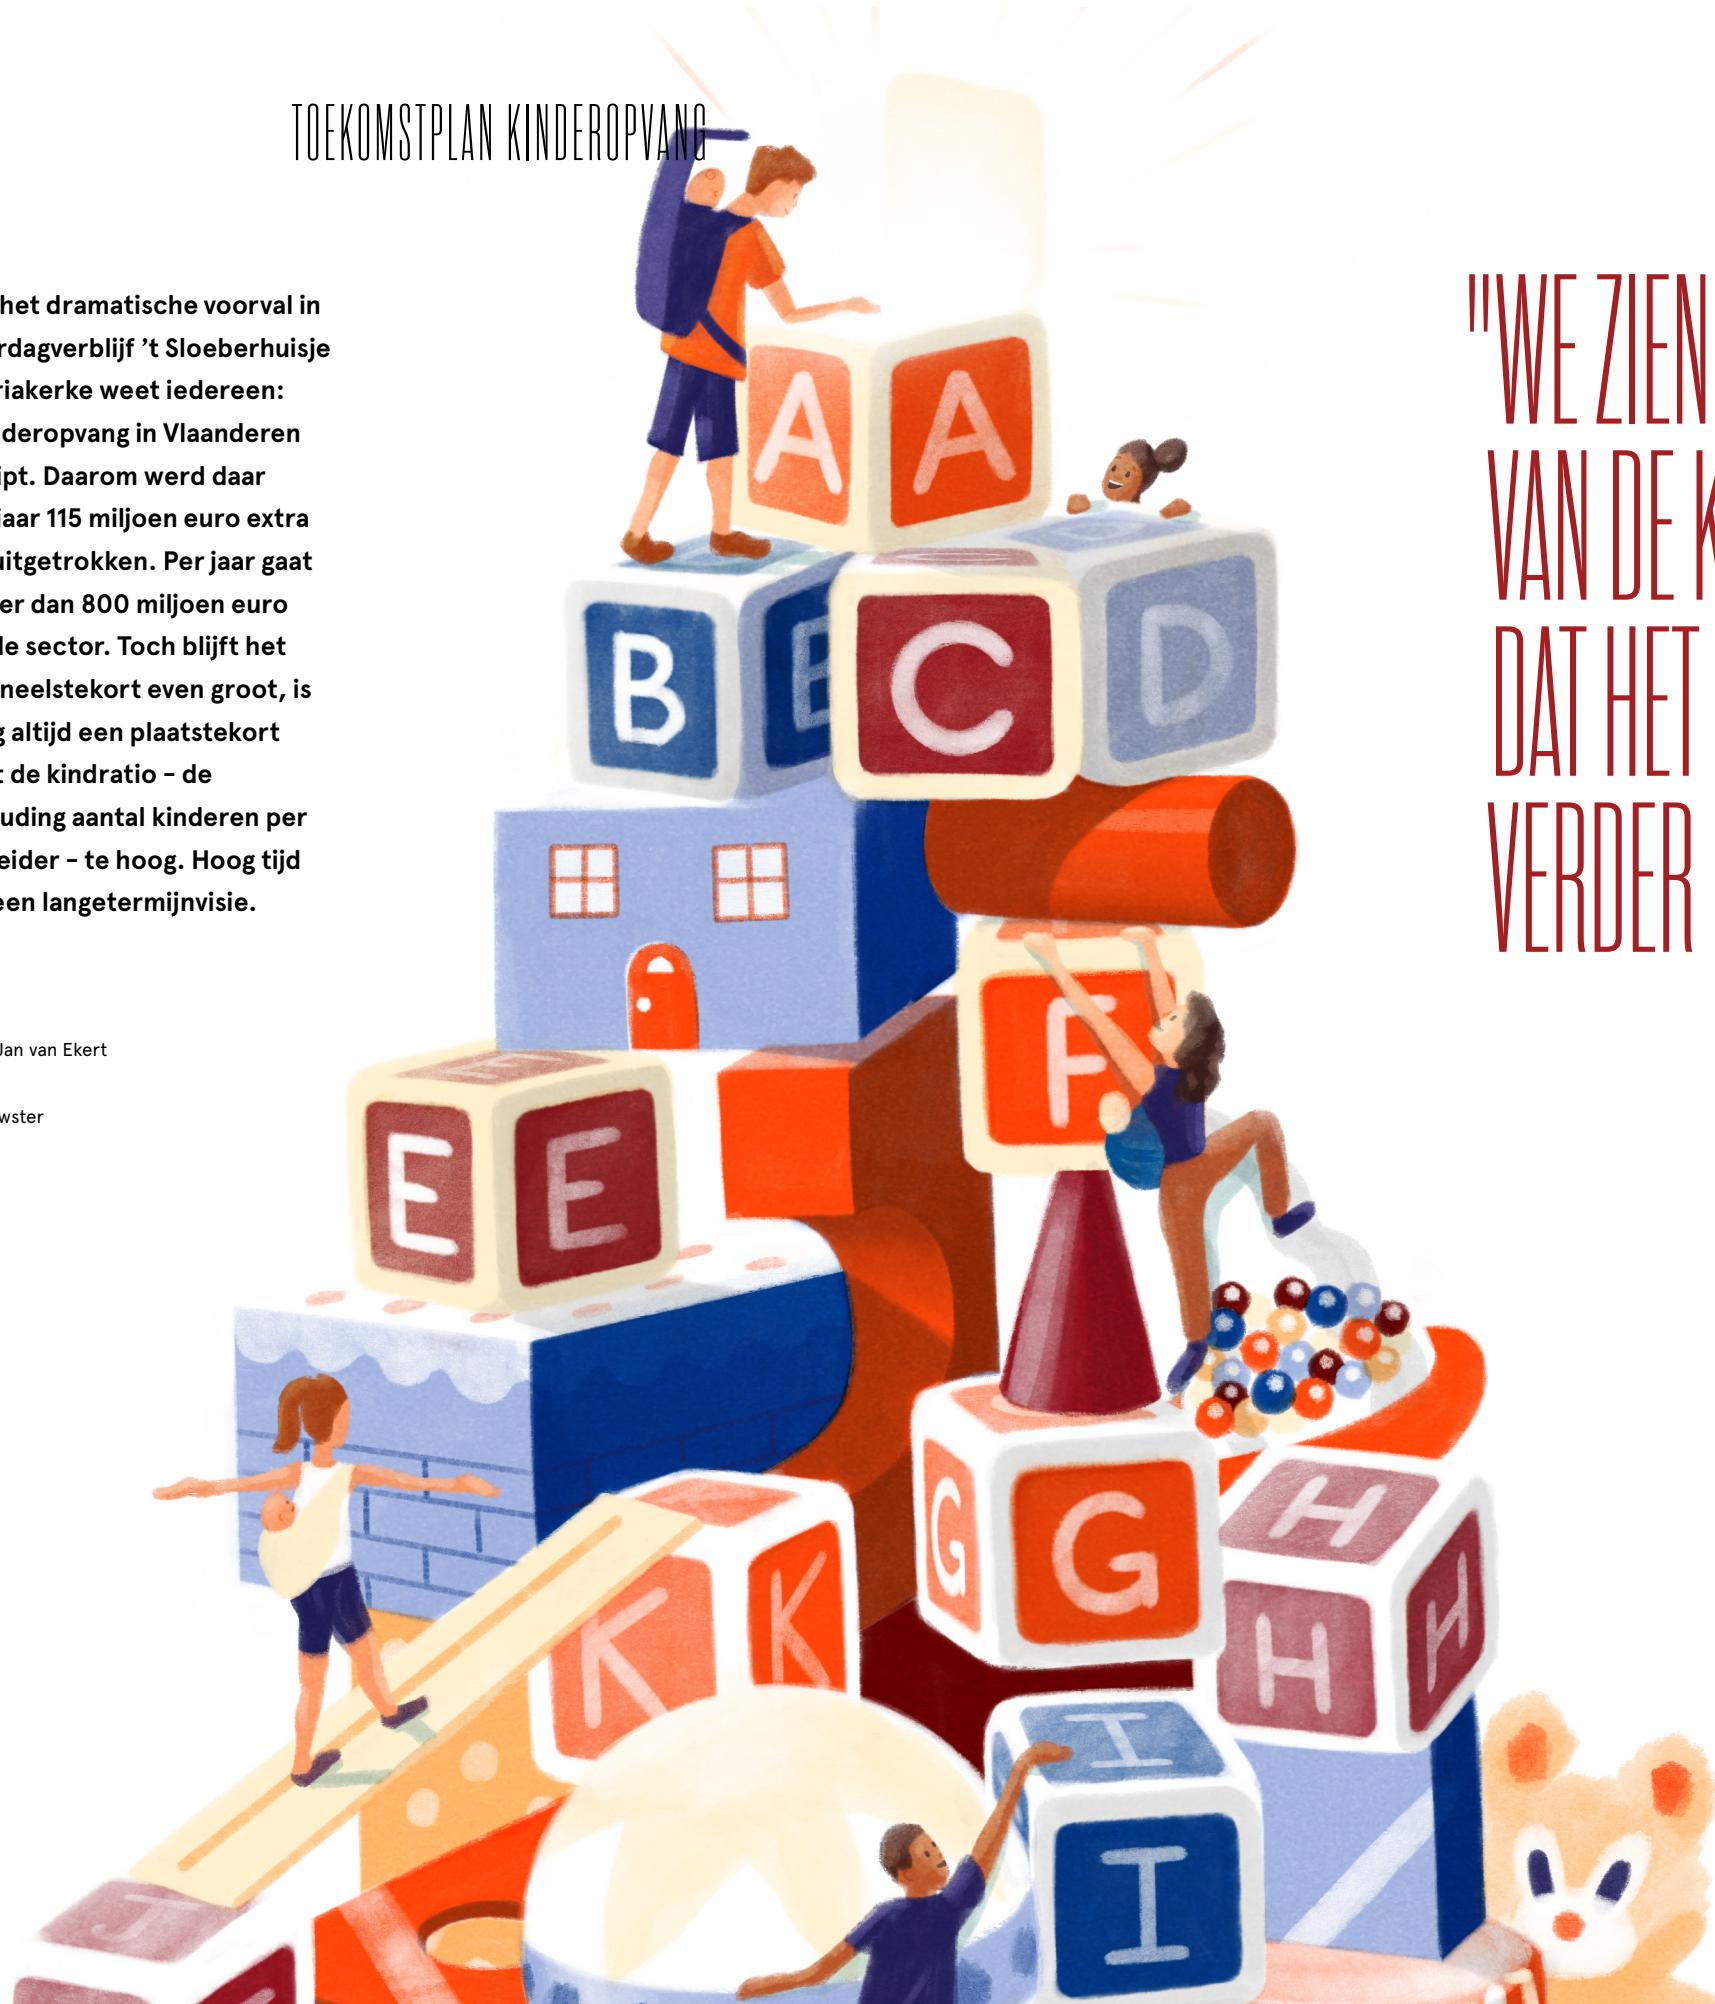 TOEKOMSTPLAN KINDEROPVANG
het dramatische voorval in
rdagverblijf ’t Sloeberhuisje
riakerke weet iedereen:
deropvang in Vlaanderen
ipt. Daarom werd daar
jaar 115 miljoen euro extra
uitgetrokken. Per jaar gaat
er dan 800 miljoen euro
de sector. Toch blijft het
neelstekort even groot, is
g altijd een plaatstekort
t de kindratio – de
uding aantal kinderen per
eider – te hoog. Hoog tijd
een langetermijnvisie.
Jan van Ekert
wster
"WE ZIEN
VAN DE K
DAT HET
VERDER
A A
B B C D
F
E E
G G H
K K H H
I
I
J